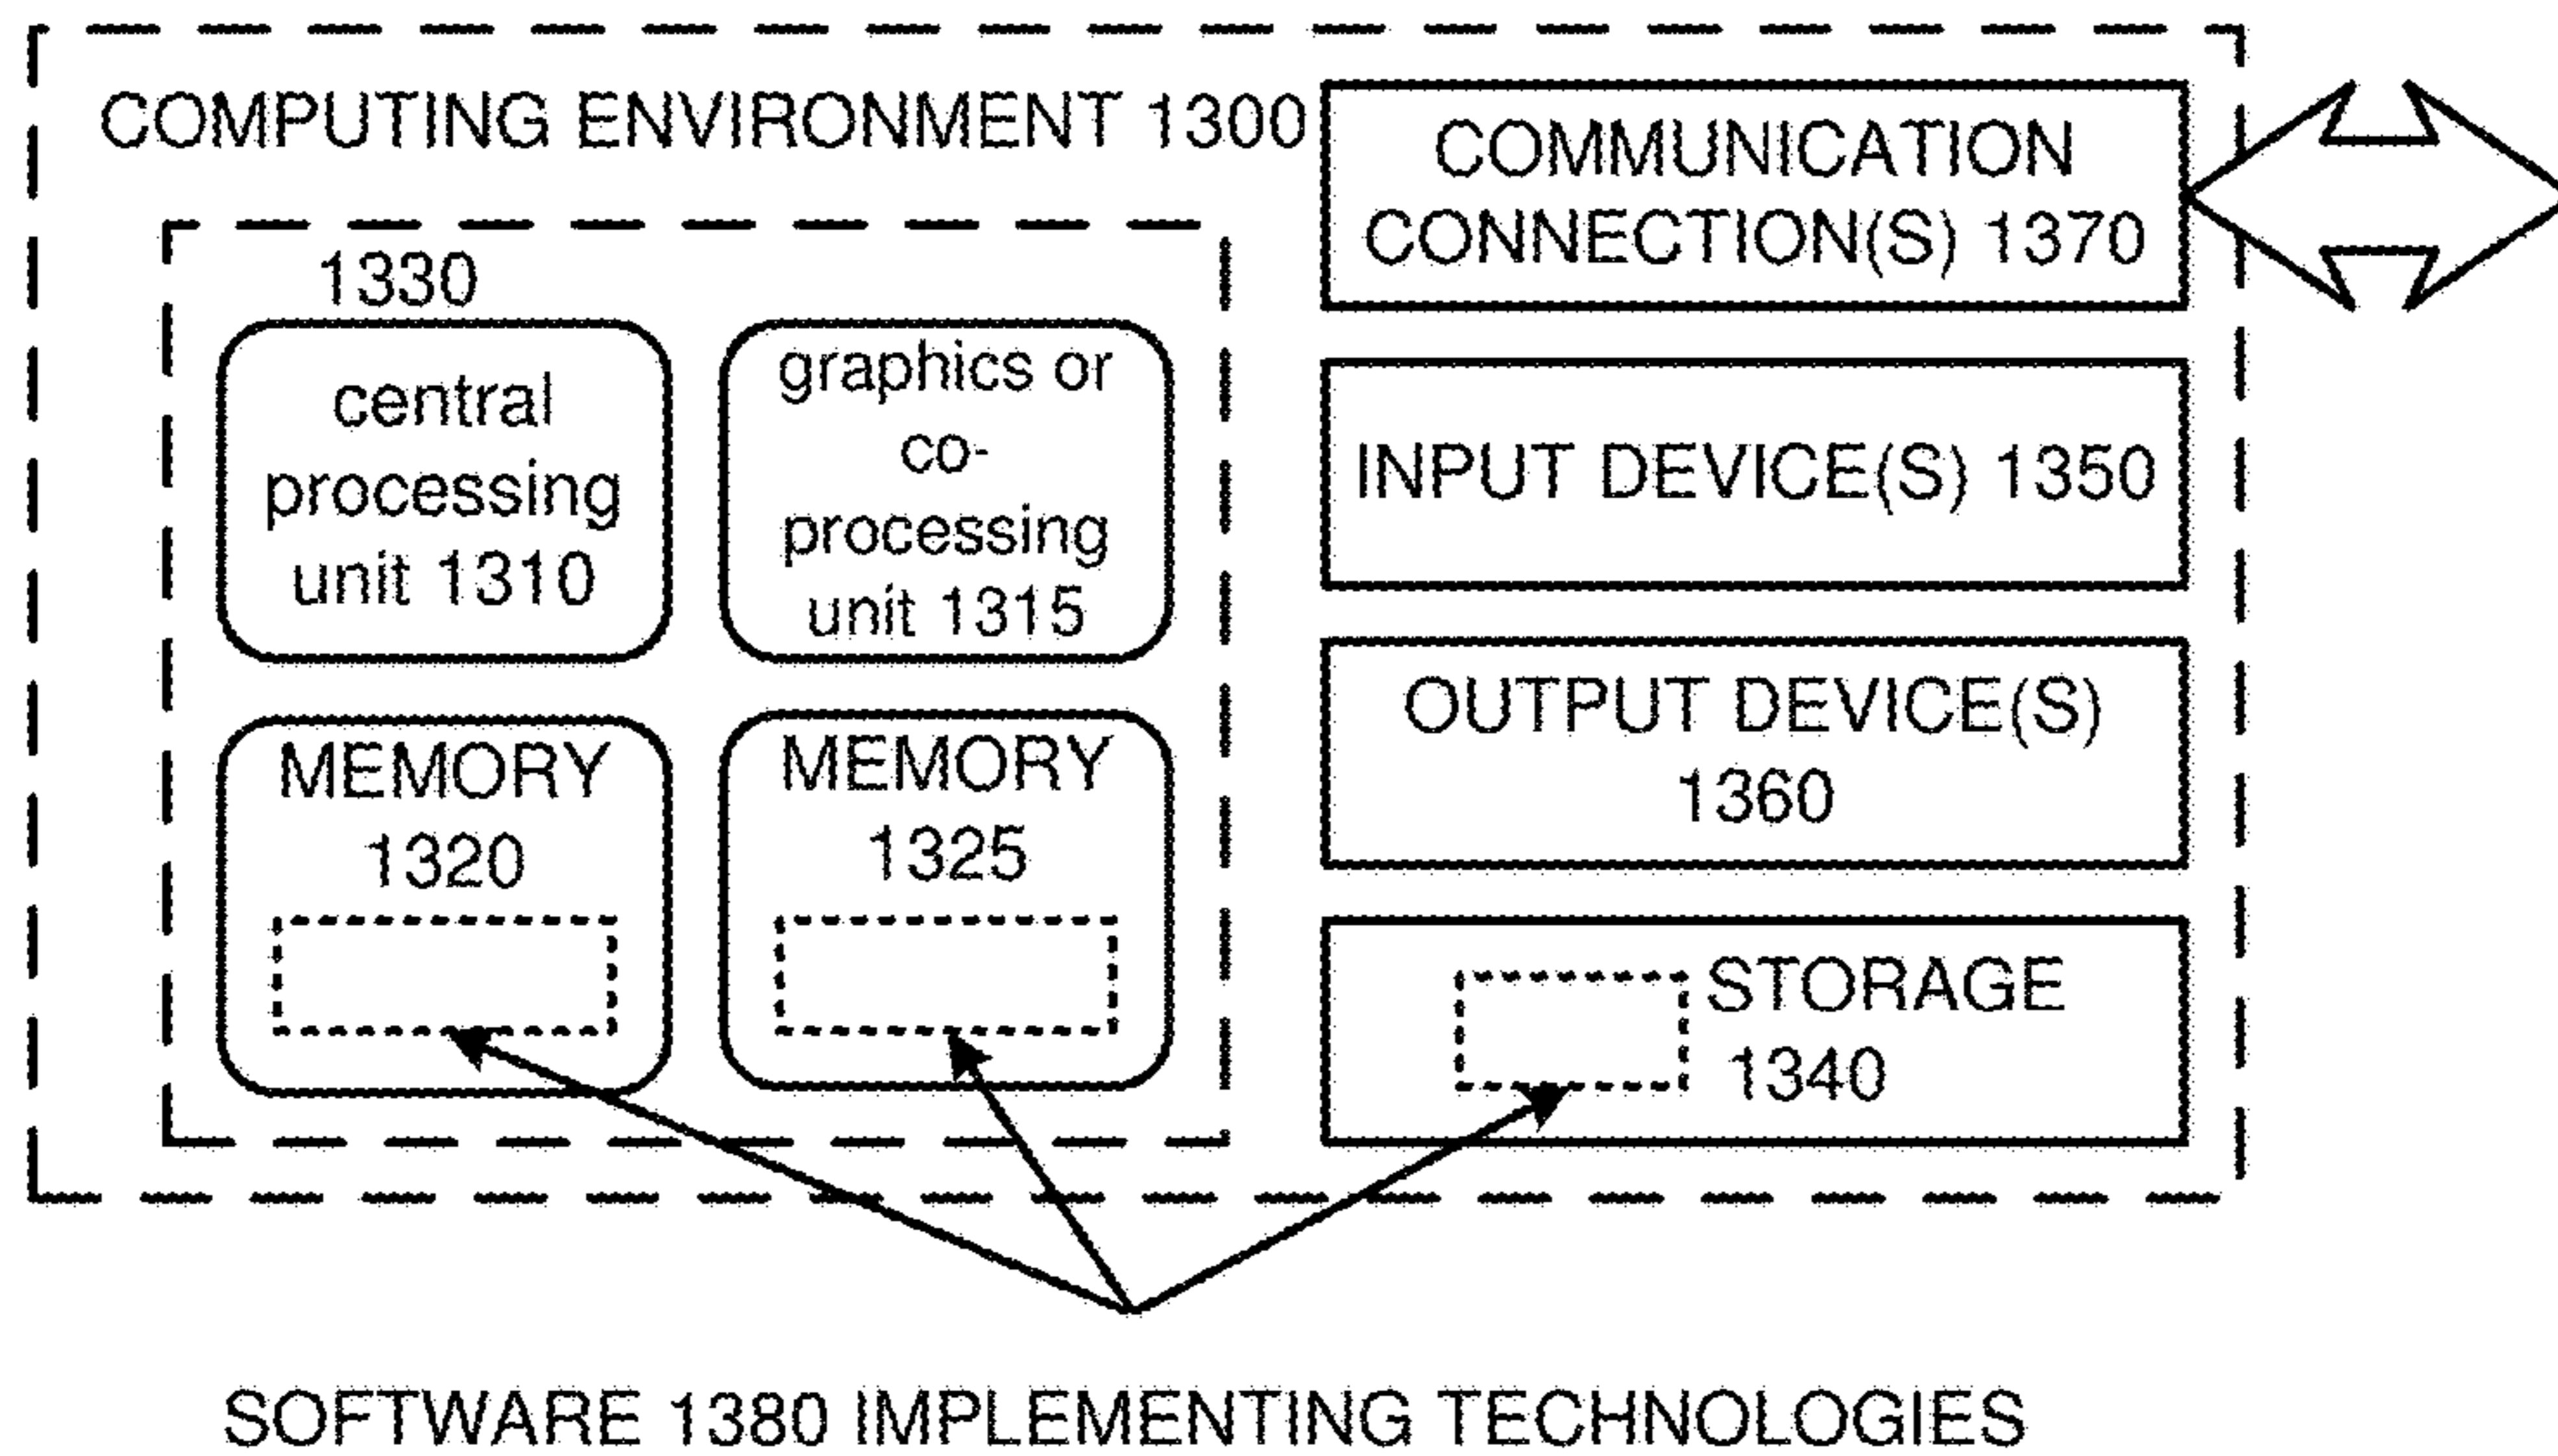 COMPUTING ENVIRONMENT 1300
1330
central
processing
unit 1310
graphics or
co-
processing
unit 1315
MEMORY
1320
MEMORY
1325
COMMUNICATION
CONNECTION(S) 1370
INPUT DEVICE(S) 1350
OUTPUT DEVICE(S)
1360
STORAGE
1340
SOFTWARE 1380 IMPLEMENTING TECHNOLOGIES